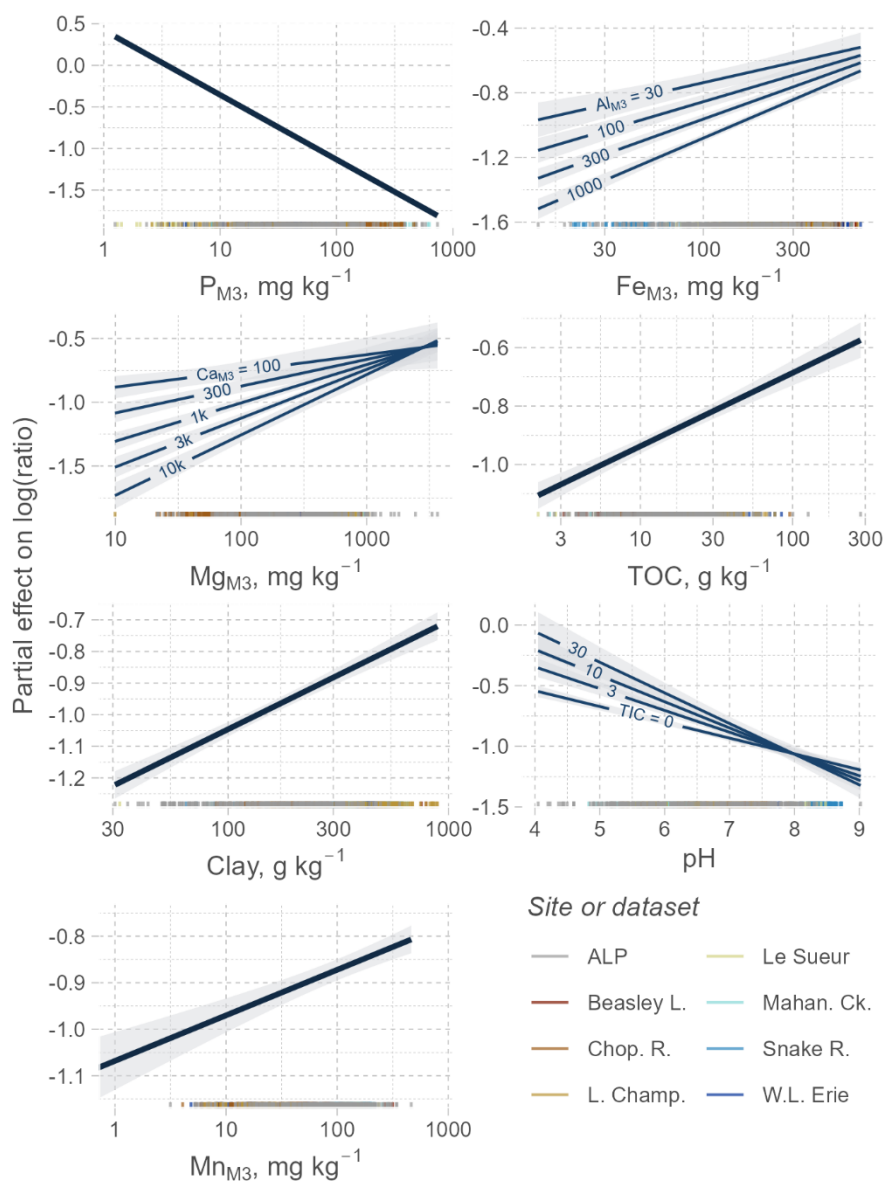 Partial effect on log(ratio)
0.5
0.0
-0.5
-1.0
-1.5
1 10 100 1000
P_M3, mg kg⁻¹
-0.4
-0.8
-1.2
-1.6
Al_M3 = 30
100
300
1000
30 100 300
Fe_M3, mg kg⁻¹
-0.5
-1.0
-1.5
Ca_M3 = 100
300
1k
3k
10k
10 100 1000
Mg_M3, mg kg⁻¹
-0.6
-0.8
-1.0
3 10 30 100 300
TOC, g kg⁻¹
-0.7
-0.8
-0.9
-1.0
-1.1
-1.2
30 100 300 1000
Clay, g kg⁻¹
0.0
-0.5
-1.0
-1.5
30
10
3
TIC = 0
4 5 6 7 8 9
pH
-0.8
-0.9
-1.0
-1.1
1 10 100 1000
Mn_M3, mg kg⁻¹
Site or dataset
ALP
Beasley L.
Chop. R.
L. Champ.
Le Sueur
Mahan. Ck.
Snake R.
W.L. Erie